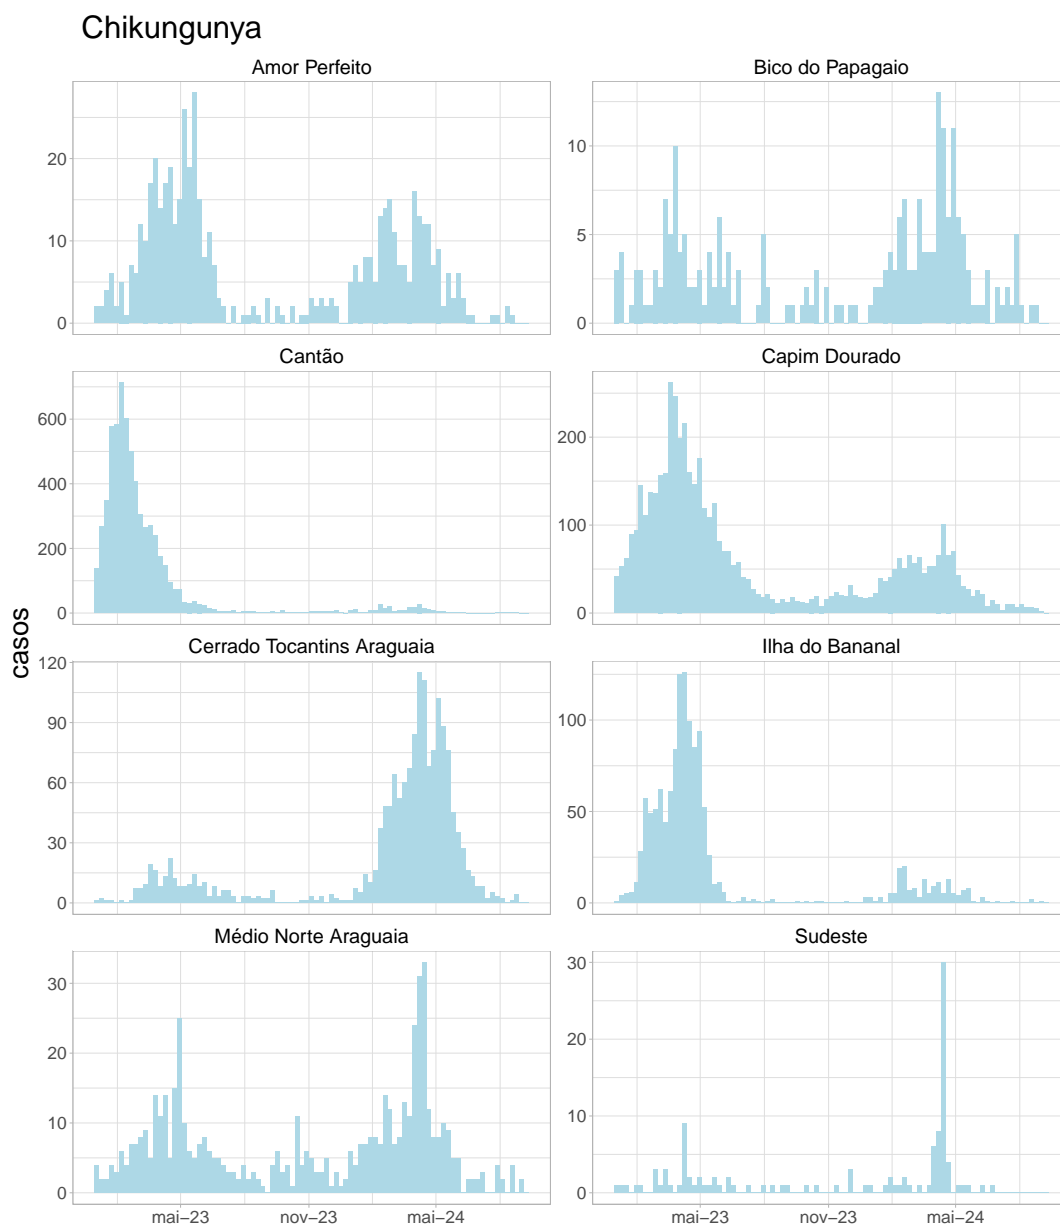 Chikungunya
Amor Perfeito
Bico do Papagaio
20
10
0
10
5
0
Cantão
Capim Dourado
600
400
200
0
200
100
0
casos
Cerrado Tocantins Araguaia
Ilha do Bananal
120
90
60
30
0
100
50
0
Médio Norte Araguaia
Sudeste
30
20
10
0
30
20
10
0
mai–23
nov–23
mai–24
mai–23
nov–23
mai–24